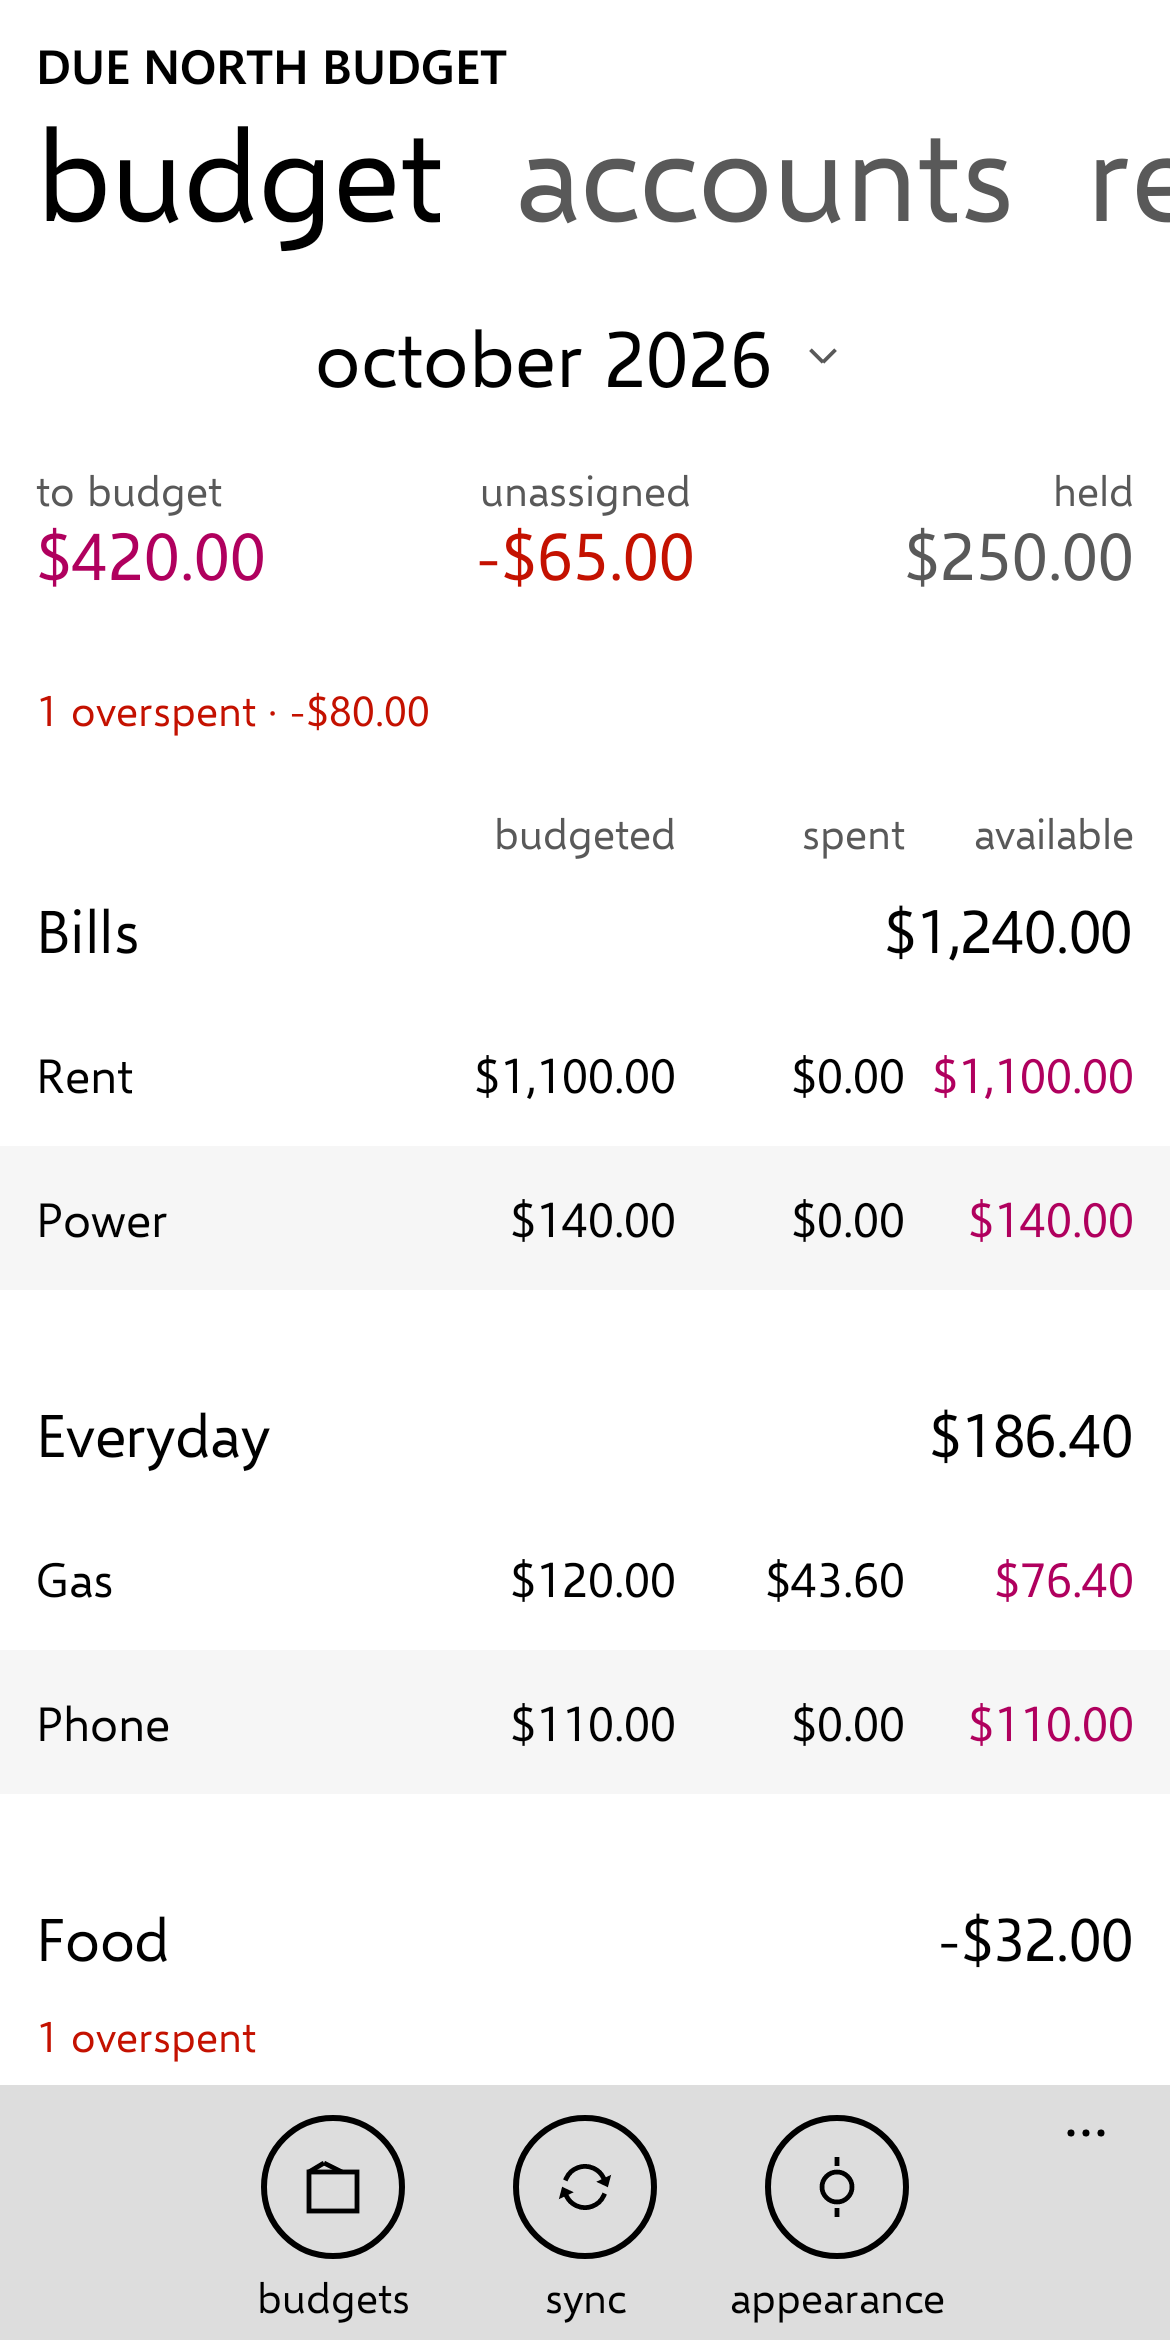 DUE NORTH BUDGET
budget accounts re
october 2026
to budget unassigned held
$420.00 -$65.00 $250.00
1 overspent · -$80.00
budgeted spent available
Bills $1,240.00
Rent $1,100.00 $0.00 $1,100.00
Power $140.00 $0.00 $140.00
Everyday $186.40
Gas $120.00 $43.60 $76.40
Phone $110.00 $0.00 $110.00
Food -$32.00
1 overspent
...
budgets sync appearance